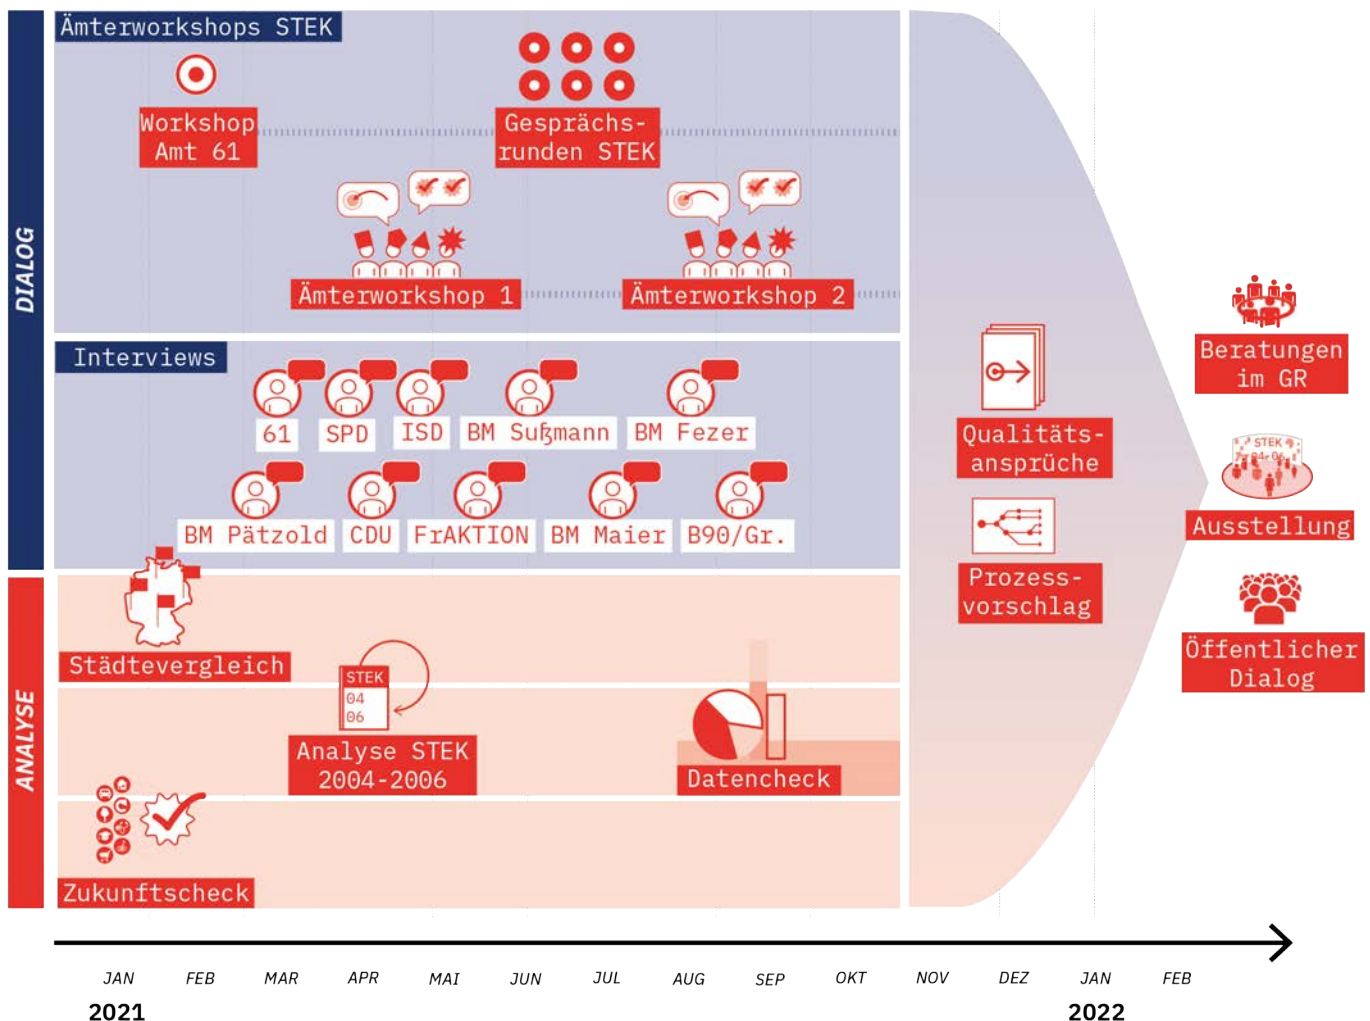 DIALOG
Ämterworkshops STEK
Workshop
Amt 61
Gesprächs-
runden STEK
Ämterworkshop 1
Ämterworkshop 2
Interviews
61
SPD
ISD
BM Sußmann
BM Fezer
BM Pätzold
CDU
FrAKTION
BM Maier
B90/Gr.
ANALYSE
Städtevergleich
STEK
04
06
Analyse STEK
2004-2006
Datencheck
Zukunftscheck
Qualitäts-
ansprüche
Prozess-
vorschlag
Beratungen
im GR
STEK
04-06
Ausstellung
Öffentlicher
Dialog
JAN
FEB
MAR
APR
MAI
JUN
JUL
AUG
SEP
OKT
NOV
DEZ
JAN
FEB
2021
2022